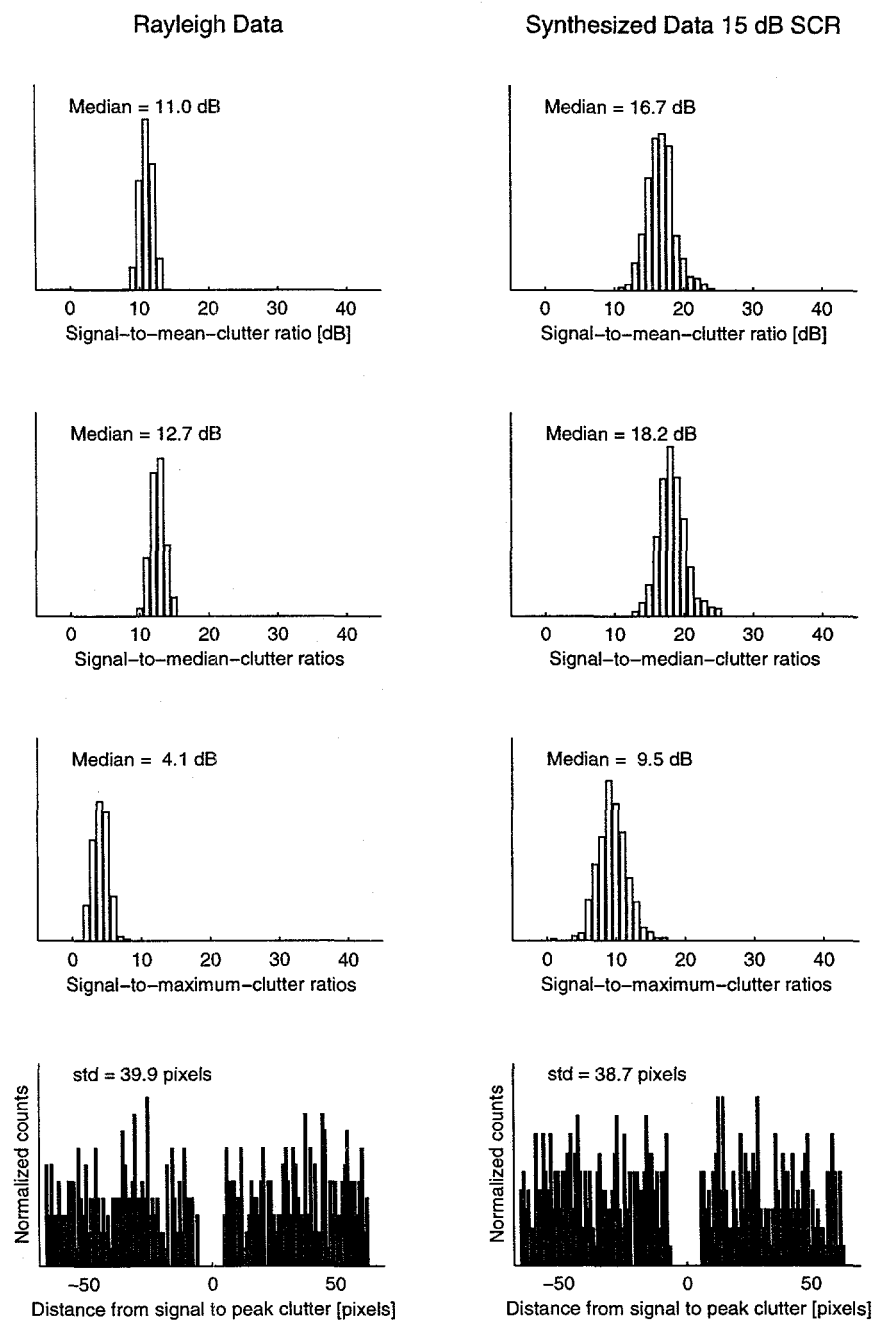 Rayleigh Data
Synthesized Data 15 dB SCR
Median = 11.0 dB
0 10 20 30 40
Signal-to-mean-clutter ratio [dB]
Median = 16.7 dB
0 10 20 30 40
Signal-to-mean-clutter ratio [dB]
Median = 12.7 dB
0 10 20 30 40
Signal-to-median-clutter ratios
Median = 18.2 dB
0 10 20 30 40
Signal-to-median-clutter ratios
Median = 4.1 dB
0 10 20 30 40
Signal-to-maximum-clutter ratios
Median = 9.5 dB
0 10 20 30 40
Signal-to-maximum-clutter ratios
Normalized counts
std = 39.9 pixels
-50 0 50
Distance from signal to peak clutter [pixels]
Normalized counts
std = 38.7 pixels
-50 0 50
Distance from signal to peak clutter [pixels]